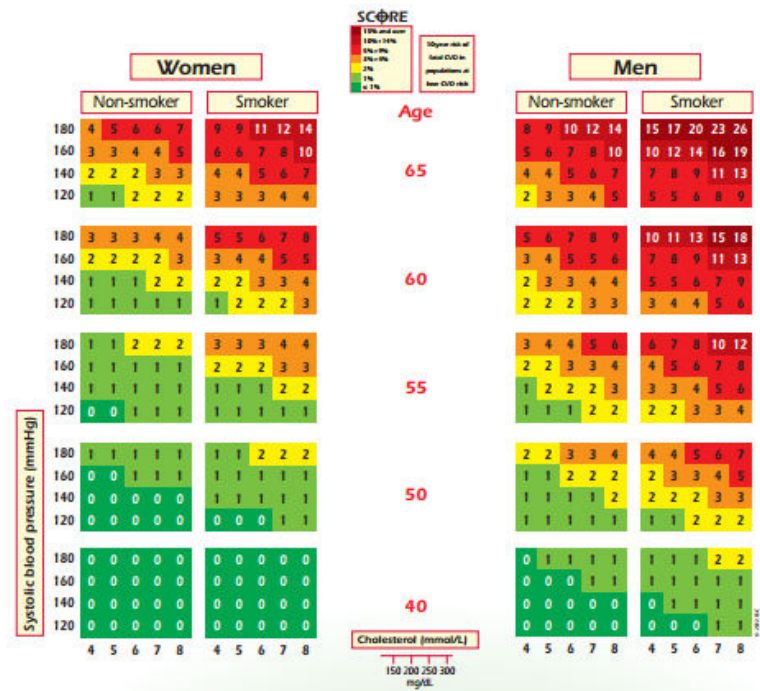 SCORE
15% and over
10%–14%
5%–9%
3%–4%
2%
1%
< 1%
10-year risk of
fatal CVD in
populations at
low CVD risk
Women
Men
Non-smoker Smoker
Age
Non-smoker Smoker
180 4 5 6 6 7 9 9 11 12 14 8 9 10 12 14 15 17 20 23 26
160 3 3 4 4 5 6 6 7 8 10 5 6 7 8 10 10 12 14 16 19
140 2 2 2 3 3 4 4 5 6 7 4 4 5 6 7 7 8 9 11 13
120 1 1 2 2 2 3 3 3 4 4 2 3 3 4 5 5 5 6 8 9
65
180 3 3 3 4 4 5 5 6 7 8 5 6 7 8 9 10 11 13 15 18
160 2 2 2 2 3 3 4 4 5 5 3 4 5 5 6 7 8 9 11 13
140 1 1 1 2 2 2 2 3 3 4 2 3 3 4 4 5 5 6 7 9
120 1 1 1 1 1 1 2 2 2 3 2 2 2 3 3 3 4 4 5 6
60
180 1 1 2 2 2 3 3 3 4 4 3 4 4 5 6 6 7 8 10 12
160 1 1 1 1 1 2 2 2 3 3 2 2 3 3 4 4 5 6 7 8
140 1 1 1 1 1 1 1 1 2 2 1 2 2 2 3 3 3 4 5 6
120 0 0 1 1 1 1 1 1 1 1 1 1 1 2 2 2 2 3 3 4
55
180 1 1 1 1 1 1 1 2 2 2 2 2 3 3 4 4 4 5 6 7
160 0 0 1 1 1 1 1 1 1 1 1 1 2 2 2 2 3 3 4 5
140 0 0 0 0 0 1 1 1 1 1 1 1 1 1 2 2 2 2 3 3
120 0 0 0 0 0 0 0 0 1 1 1 1 1 1 1 1 1 2 2 2
50
180 0 0 0 0 0 0 0 0 0 0 0 1 1 1 1 1 1 1 2 2
160 0 0 0 0 0 0 0 0 0 0 0 0 0 1 1 1 1 1 1 1
140 0 0 0 0 0 0 0 0 0 0 0 0 0 0 0 0 1 1 1 1
120 0 0 0 0 0 0 0 0 0 0 0 0 0 0 0 0 0 0 1 1
40
Systolic blood pressure (mmHg)
4 5 6 7 8 4 5 6 7 8 4 5 6 7 8 4 5 6 7 8
Cholesterol (mmol/L)
150 200 250 300
mg/dL